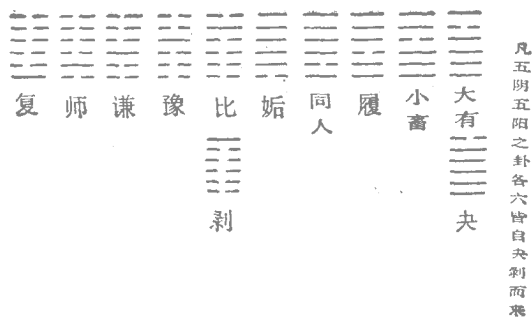 凡五阴五阳之卦各六皆自夬剥而来
大有
夬
小畜
履
同人
姤
比
剥
豫
谦
师
复